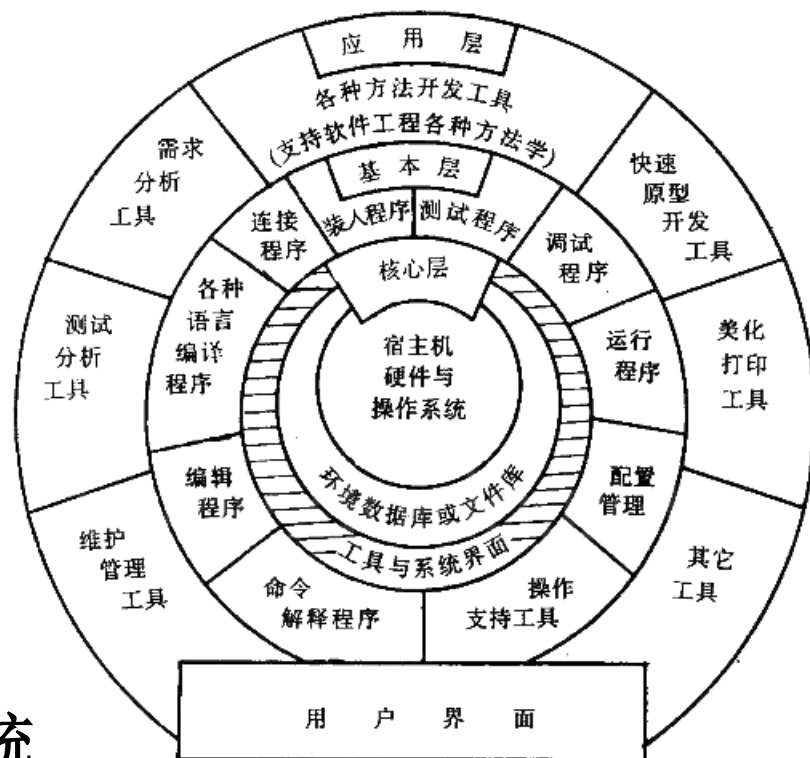 应用层
各种方法开发工具
(支持软件工程各种方法学)
需求
分析
工具
快速
原型
开发
工具
基本层
连接
程序
装人程序
测试程序
调试
程序
核心层
各种
语言
编译
程序
测试
分析
工具
宿主机
硬件与
操作系统
运行
程序
美化
打印
工具
编辑
程序
环境数据库或文件库
配置
管理
工具与系统界面
维护
管理
工具
其它
工具
命令
解释程序
操作
支持工具
用户界面
统